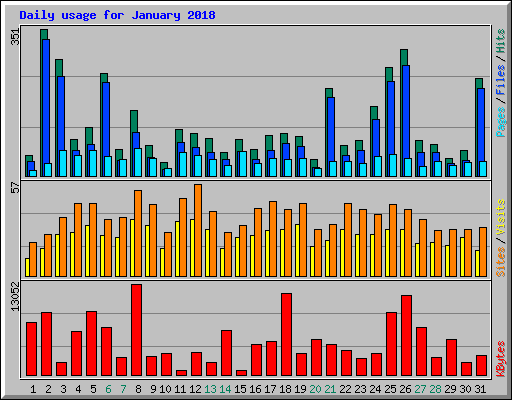 Daily usage for January 2018
351
Pages / Files / Hits
57
Sites / Visits
13052
KBytes
1 2 3 4 5 6 7 8 9 10 11 12 13 14 15 16 17 18 19 20 21 22 23 24 25 26 27 28 29 30 31